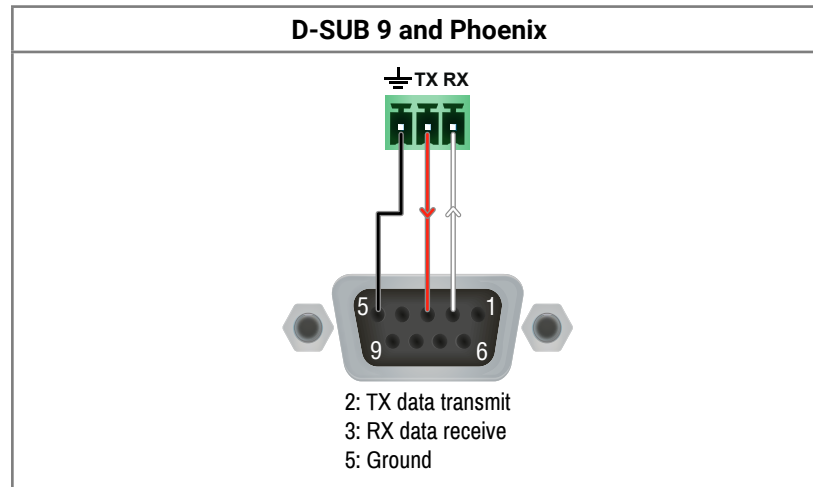 D-SUB 9 and Phoenix
TX RX
5 1
9 6
2: TX data transmit
3: RX data receive
5: Ground